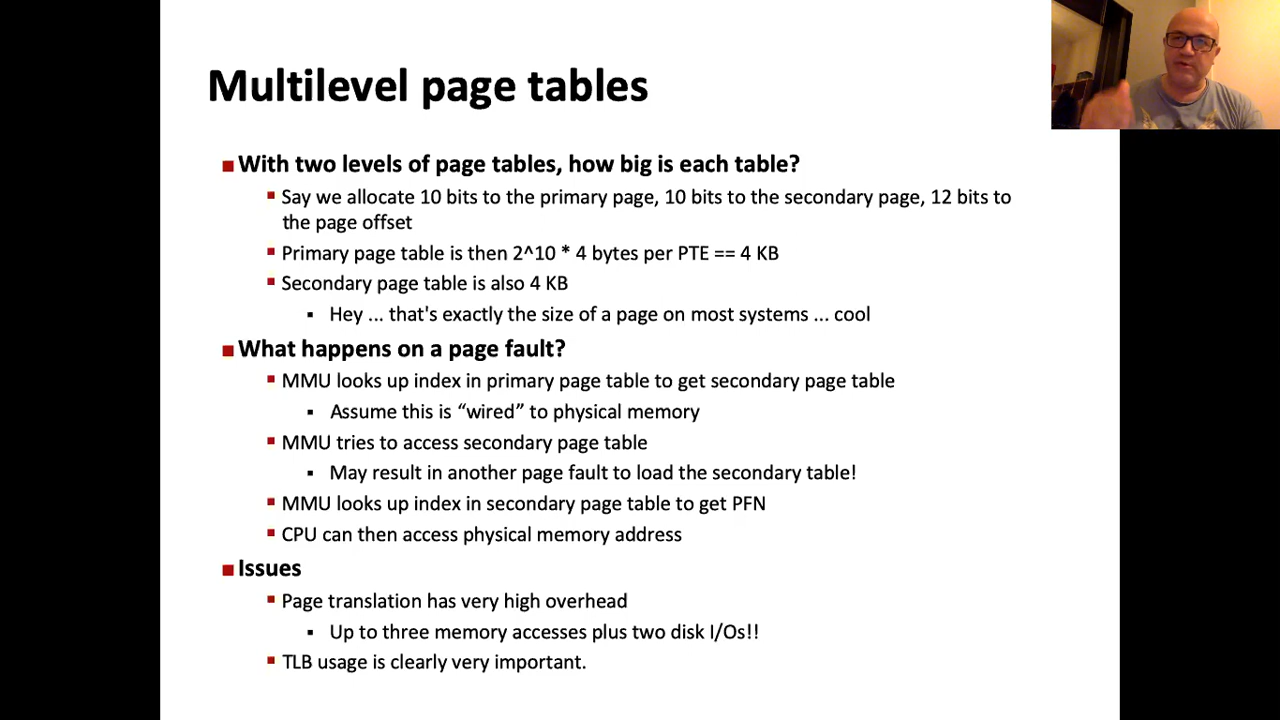 Multilevel page tables
With two levels of page tables, how big is each table?
Say we allocate 10 bits to the primary page, 10 bits to the secondary page, 12 bits to
the page offset
Primary page table is then 2^10 * 4 bytes per PTE == 4 KB
Secondary page table is also 4 KB
Hey ... that's exactly the size of a page on most systems ... cool
What happens on a page fault?
MMU looks up index in primary page table to get secondary page table
Assume this is “wired” to physical memory
MMU tries to access secondary page table
May result in another page fault to load the secondary table!
MMU looks up index in secondary page table to get PFN
CPU can then access physical memory address
Issues
Page translation has very high overhead
Up to three memory accesses plus two disk I/Os!!
TLB usage is clearly very important.